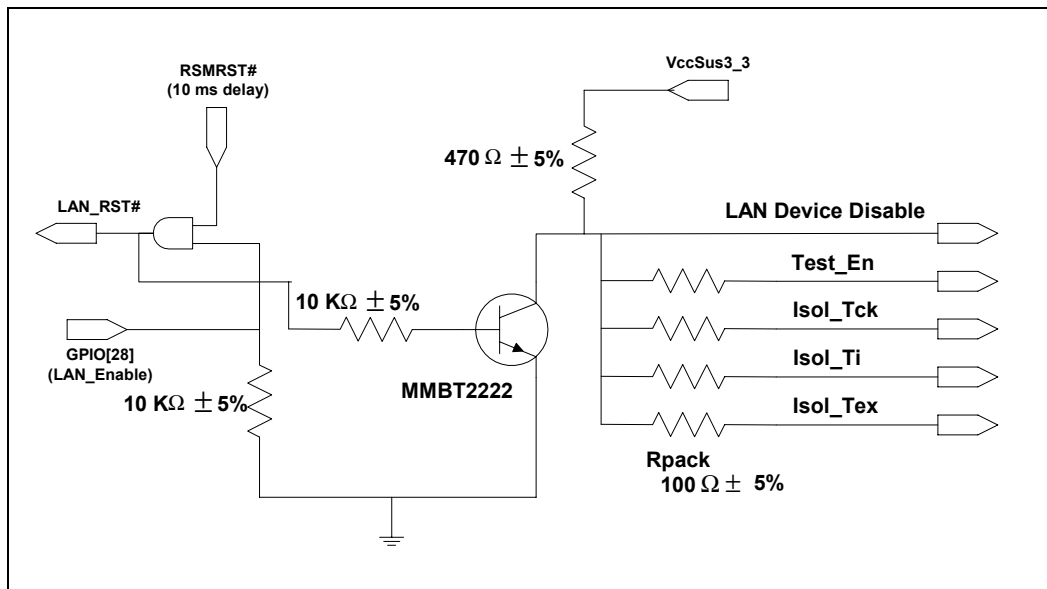 RSMRST#
(10 ms delay)
VccSus3_3
470 Ω ± 5%
LAN_RST#
LAN Device Disable
Test_En
10 KΩ ± 5%
Isol_Tck
GPIO[28]
(LAN_Enable)
Isol_Ti
10 KΩ ± 5%
MMBT2222
Isol_Tex
Rpack
100 Ω ± 5%